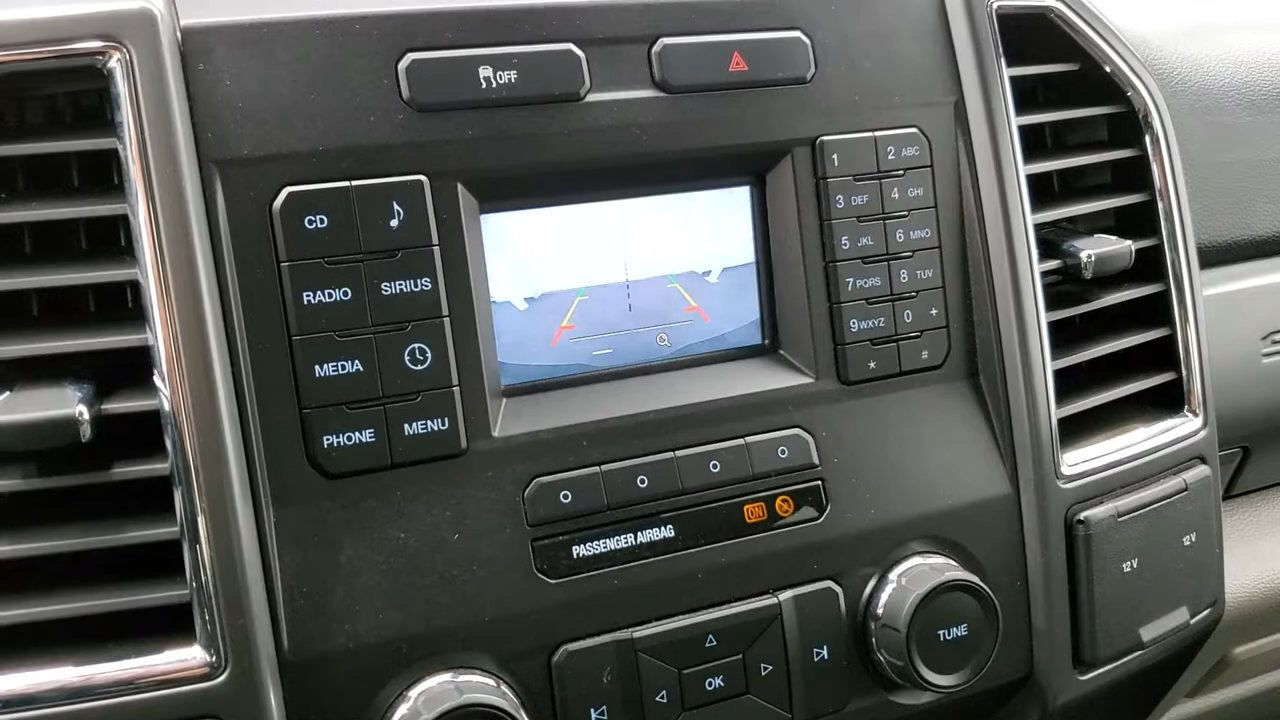 OFF
CD
RADIO
SIRIUS
MEDIA
PHONE
MENU
1
2 ABC
3 DEF
4 GHI
5 JKL
6 MNO
7 PQRS
8 TUV
9 WXYZ
0 +
*
#
PASSENGER AIRBAG
ON
OK
TUNE
12V
12V